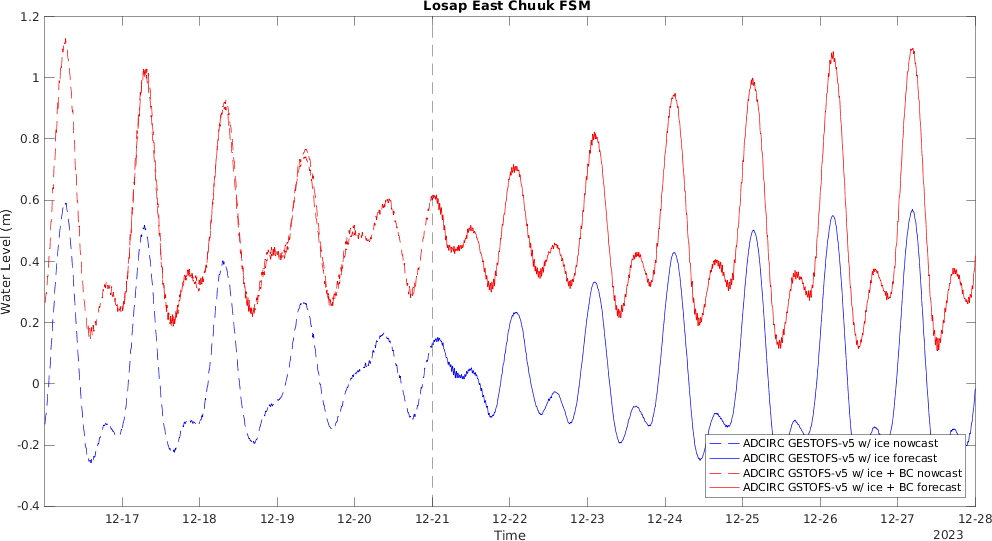 Losap East Chuuk FSM
1.2
1
0.8
0.6
0.4
0.2
0
-0.2
-0.4
Water Level (m)
12-17 12-18 12-19 12-20 12-21 12-22 12-23 12-24 12-25 12-26 12-27 12-28
Time
2023
ADCIRC GESTOFS-v5 w/ ice nowcast
ADCIRC GESTOFS-v5 w/ ice forecast
ADCIRC GSTOFS-v5 w/ ice + BC nowcast
ADCIRC GSTOFS-v5 w/ ice + BC forecast